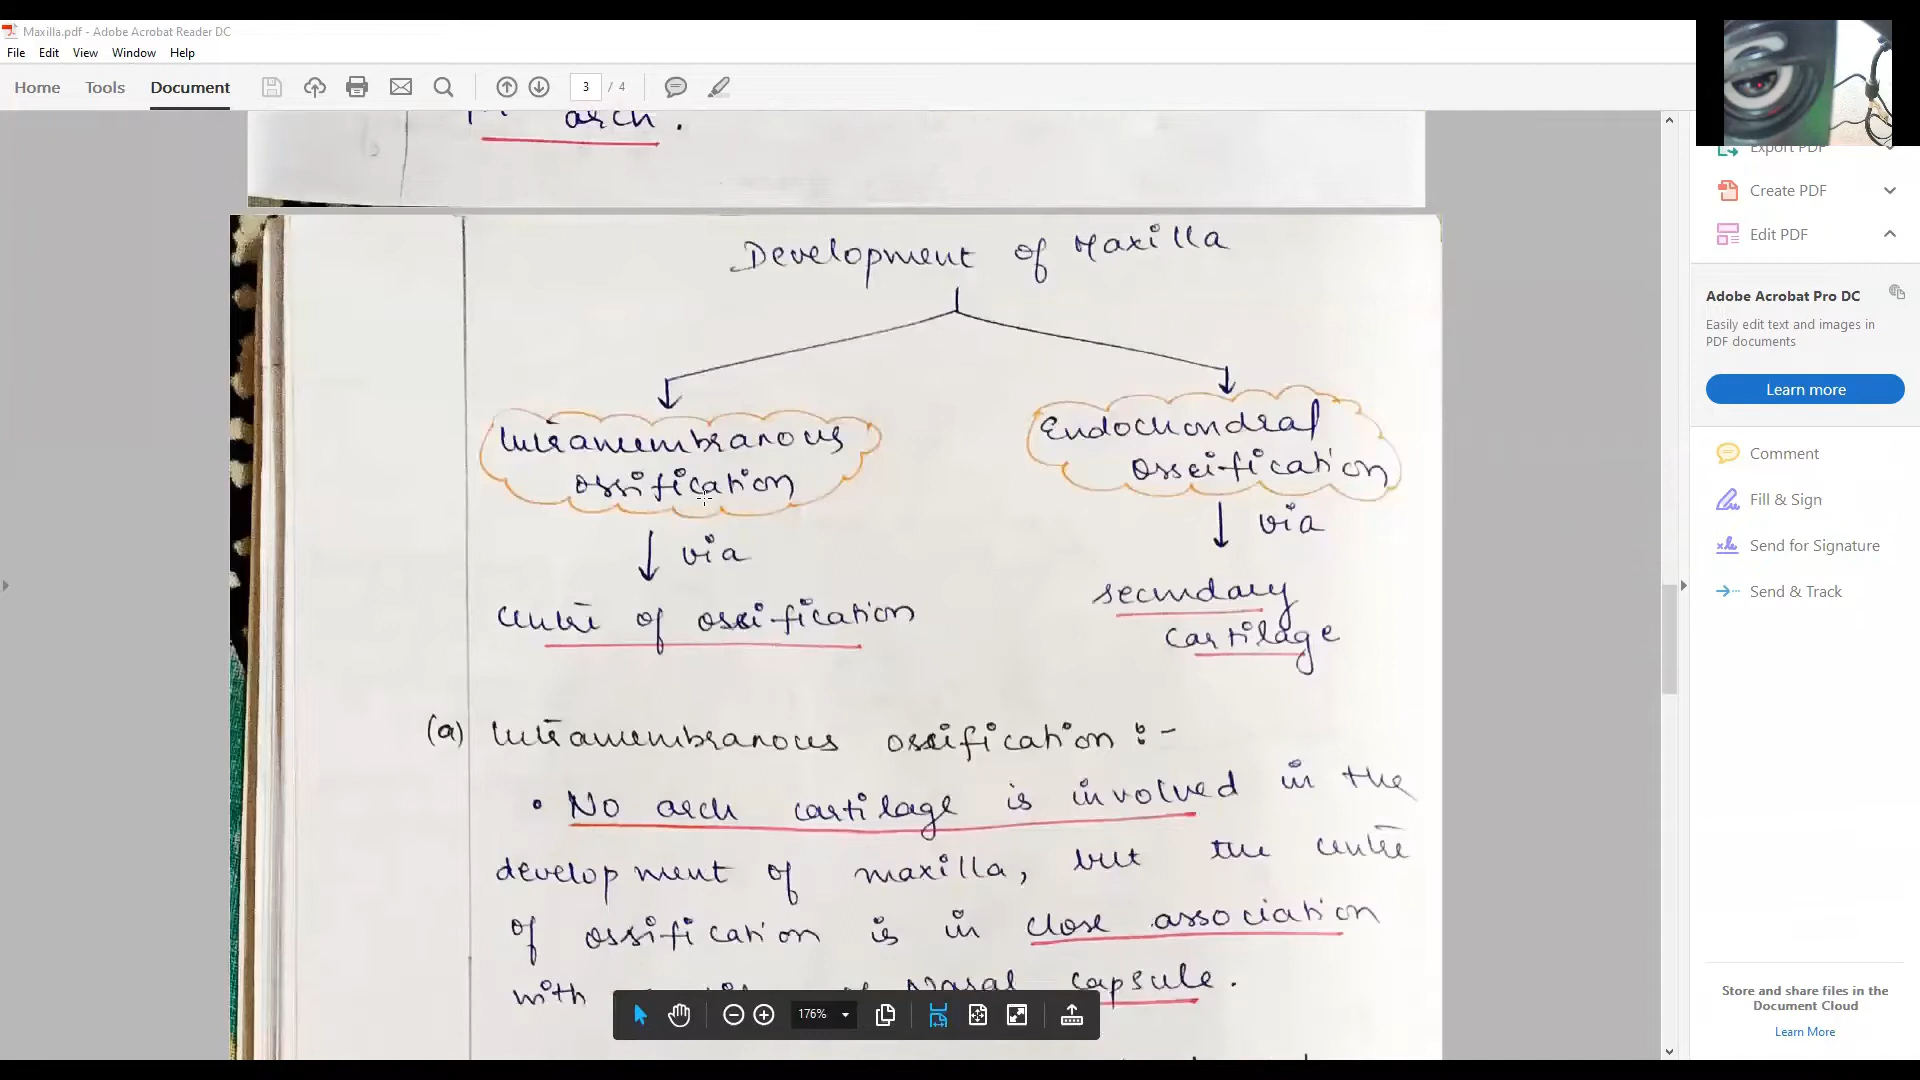 Maxilla.pdf - Adobe Acrobat Reader DC
File Edit View Window Help
Home Tools Document 3 / 4
arch.
Development of Maxilla
Intramembranous
ossification
Endochondral
ossification
via
via
centre of ossification
secondary
cartilage
(a) Intramembranous ossification :-
• No arch cartilage is involved in the
development of maxilla, but the centre
of ossification is in close association
with Nasal capsule.
176%
Export PDF
Create PDF
Edit PDF
Adobe Acrobat Pro DC
Easily edit text and images in
PDF documents
Learn more
Comment
Fill & Sign
Send for Signature
Send & Track
Store and share files in the
Document Cloud
Learn More